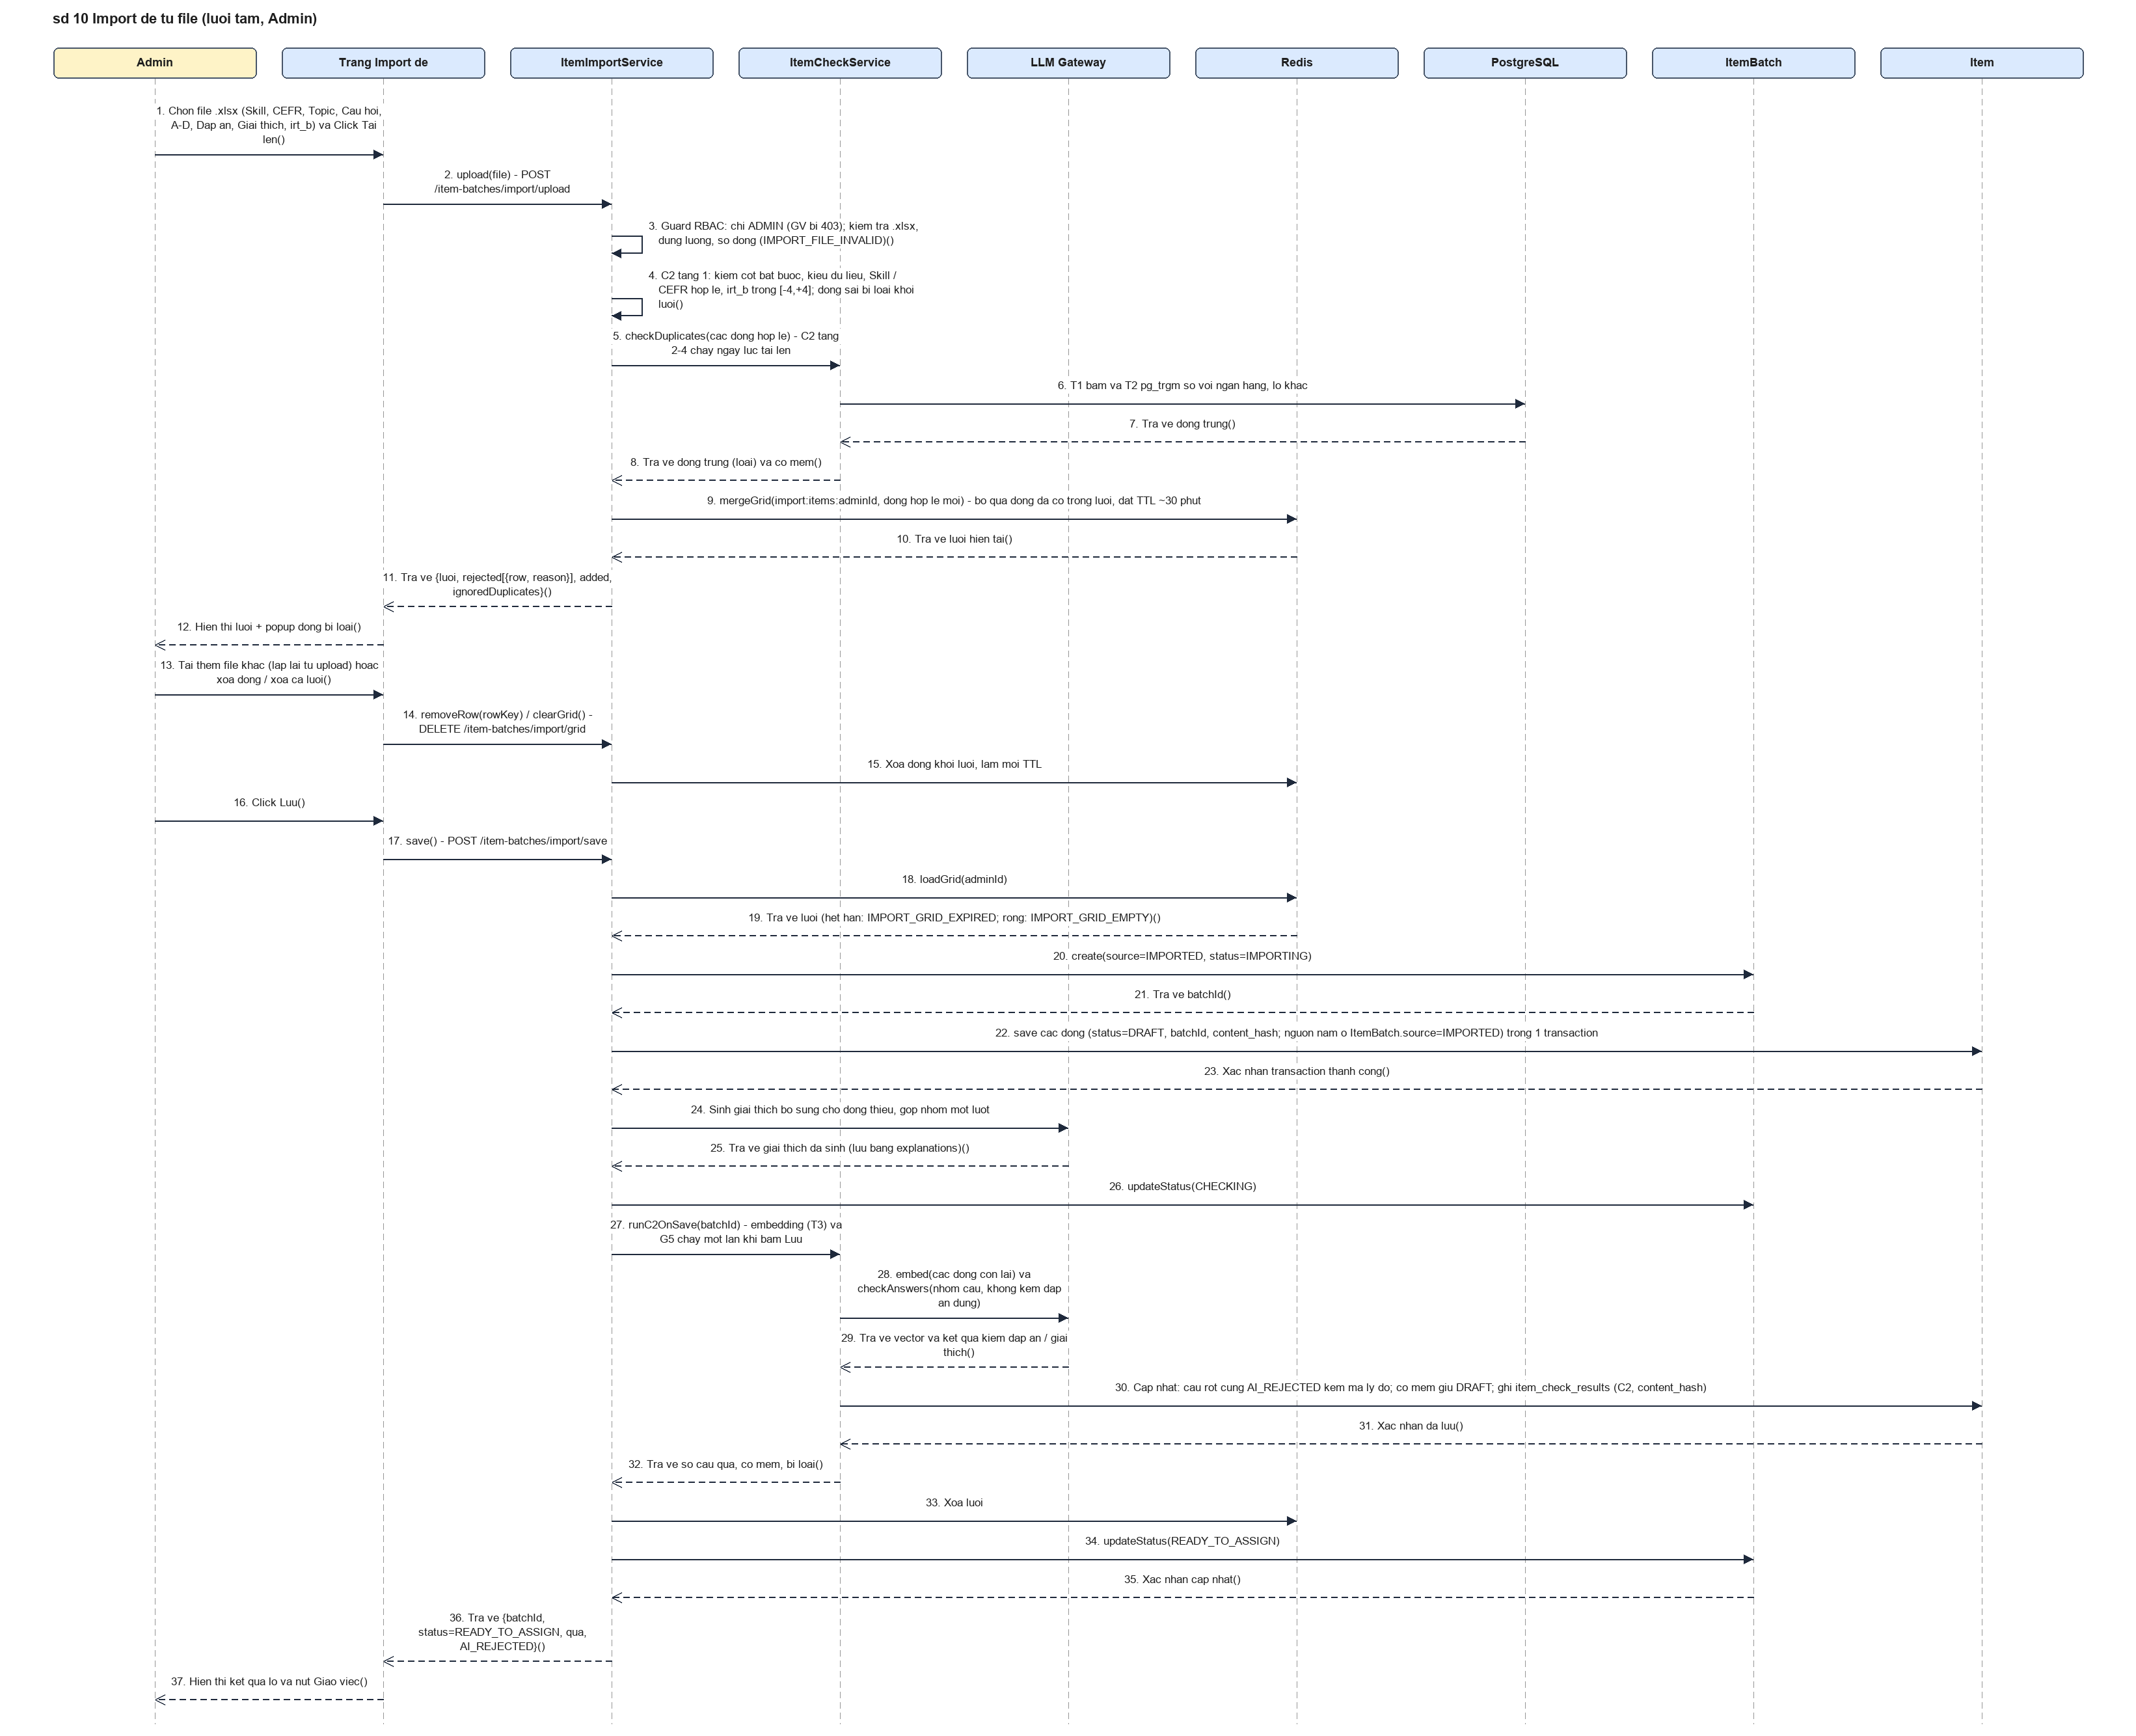 sd 10 Import de tu file (luoi tam, Admin)
Admin
Trang Import de
ItemImportService
ItemCheckService
LLM Gateway
Redis
PostgreSQL
ItemBatch
Item
1. Chon file .xlsx (Skill, CEFR, Topic, Cau hoi,
A-D, Dap an, Giai thich, irt_b) va Click Tai
len()
2. upload(file) - POST
/item-batches/import/upload
3. Guard RBAC: chi ADMIN (GV bi 403); kiem tra .xlsx,
dung luong, so dong (IMPORT_FILE_INVALID)()
4. C2 tang 1: kiem cot bat buoc, kieu du lieu, Skill /
CEFR hop le, irt_b trong [-4,+4]; dong sai bi loai khoi
luoi()
5. checkDuplicates(cac dong hop le) - C2 tang
2-4 chay ngay luc tai len
6. T1 bam va T2 pg_trgm so voi ngan hang, lo khac
7. Tra ve dong trung()
8. Tra ve dong trung (loai) va co mem()
9. mergeGrid(import:items:adminId, dong hop le moi) - bo qua dong da co trong luoi, dat TTL ~30 phut
10. Tra ve luoi hien tai()
11. Tra ve {luoi, rejected[{row, reason}], added,
ignoredDuplicates}()
12. Hien thi luoi + popup dong bi loai()
13. Tai them file khac (lap lai tu upload) hoac
xoa dong / xoa ca luoi()
14. removeRow(rowKey) / clearGrid() -
DELETE /item-batches/import/grid
15. Xoa dong khoi luoi, lam moi TTL
16. Click Luu()
17. save() - POST /item-batches/import/save
18. loadGrid(adminId)
19. Tra ve luoi (het han: IMPORT_GRID_EXPIRED; rong: IMPORT_GRID_EMPTY)()
20. create(source=IMPORTED, status=IMPORTING)
21. Tra ve batchId()
22. save cac dong (status=DRAFT, batchId, content_hash; nguon nam o ItemBatch.source=IMPORTED) trong 1 transaction
23. Xac nhan transaction thanh cong()
24. Sinh giai thich bo sung cho dong thieu, gop nhom mot luot
25. Tra ve giai thich da sinh (luu bang explanations)()
26. updateStatus(CHECKING)
27. runC2OnSave(batchId) - embedding (T3) va
G5 chay mot lan khi bam Luu
28. embed(cac dong con lai) va
checkAnswers(nhom cau, khong kem dap
an dung)
29. Tra ve vector va ket qua kiem dap an / giai
thich()
30. Cap nhat: cau rot cung AI_REJECTED kem ma ly do; co mem giu DRAFT; ghi item_check_results (C2, content_hash)
31. Xac nhan da luu()
32. Tra ve so cau qua, co mem, bi loai()
33. Xoa luoi
34. updateStatus(READY_TO_ASSIGN)
35. Xac nhan cap nhat()
36. Tra ve {batchId,
status=READY_TO_ASSIGN, qua,
AI_REJECTED}()
37. Hien thi ket qua lo va nut Giao viec()